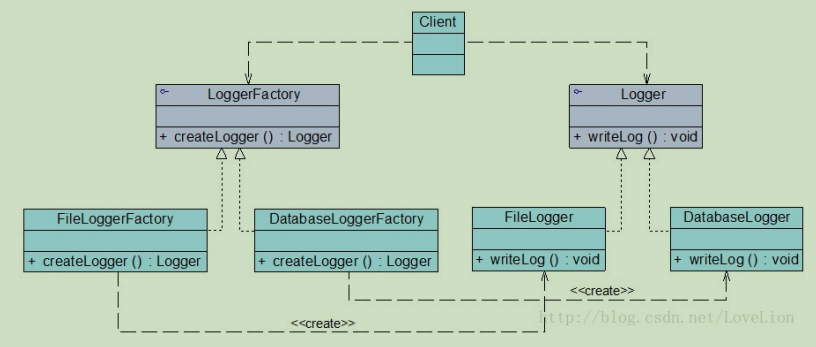 Client
LoggerFactory
+ createLogger () : Logger
Logger
+ writeLog () : void
FileLoggerFactory
+ createLogger () : Logger
DatabaseLoggerFactory
+ createLogger () : Logger
FileLogger
+ writeLog () : void
DatabaseLogger
+ writeLog () : void
<<create>>
<<create>>
http://blog.csdn.net/LoveLion